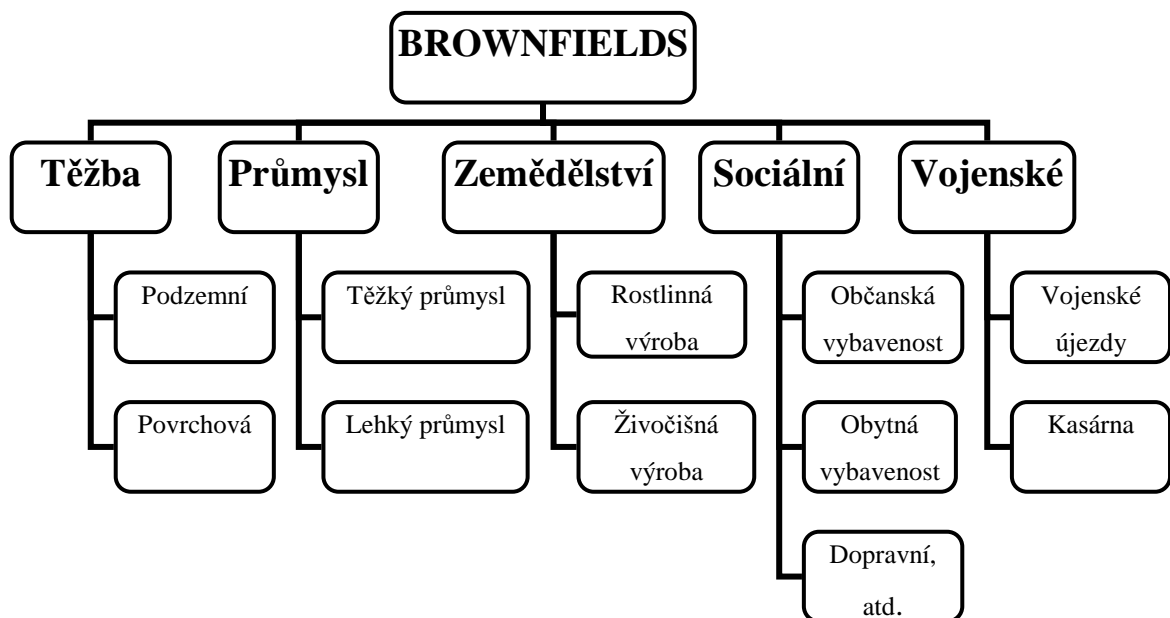 BROWNFIELDS
Těžba
Průmysl
Zemědělství
Sociální
Vojenské
Podzemní
Těžký průmysl
Rostlinná
výroba
Občanská
vybavenost
Vojenské
újezdy
Povrchová
Lehký průmysl
Živočišná
výroba
Obytná
vybavenost
Kasárna
Dopravní,
atd.